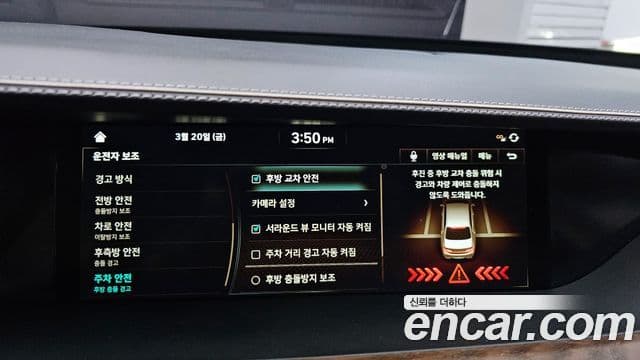 3월 20일(금)
3:50 PM
운전자 보조
영상 매뉴얼
메뉴
경고 방식
전방 안전
충돌방지 보조
차로 안전
이탈방지 보조
후측방 안전
충돌 경고
주차 안전
후방 충돌 경고
후방 교차 안전
카메라 설정
서라운드 뷰 모니터 자동 켜짐
주차 거리 경고 자동 켜짐
후방 충돌방지 보조
후진 중 후방 교차 충돌 위험 시
경고와 차량 제어로 충돌하지
않도록 도와줍니다.
신뢰를 더하다
encar.com